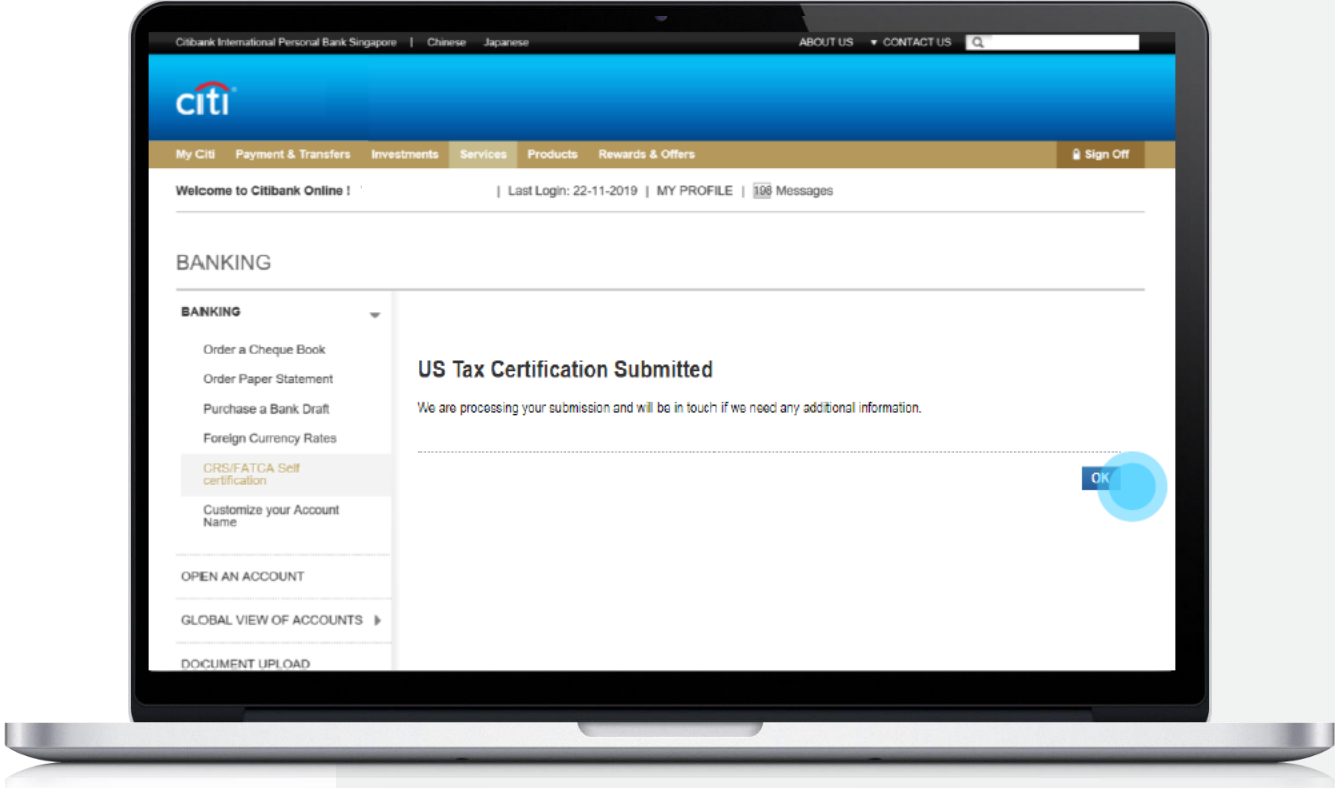 Citibank International Personal Bank Singapore | Chinese Japanese ABOUT US ▼ CONTACT US
citi
My Citi Payment & Transfers Investments Services Products Rewards & Offers Sign Off
Welcome to Citibank Online ! | Last Login: 22-11-2019 | MY PROFILE | 198 Messages
BANKING
BANKING
Order a Cheque Book
Order Paper Statement
Purchase a Bank Draft
Foreign Currency Rates
CRS/FATCA Self
certification
Customize your Account
Name
OPEN AN ACCOUNT
GLOBAL VIEW OF ACCOUNTS
DOCUMENT UPLOAD
US Tax Certification Submitted
We are processing your submission and will be in touch if we need any additional information.
OK